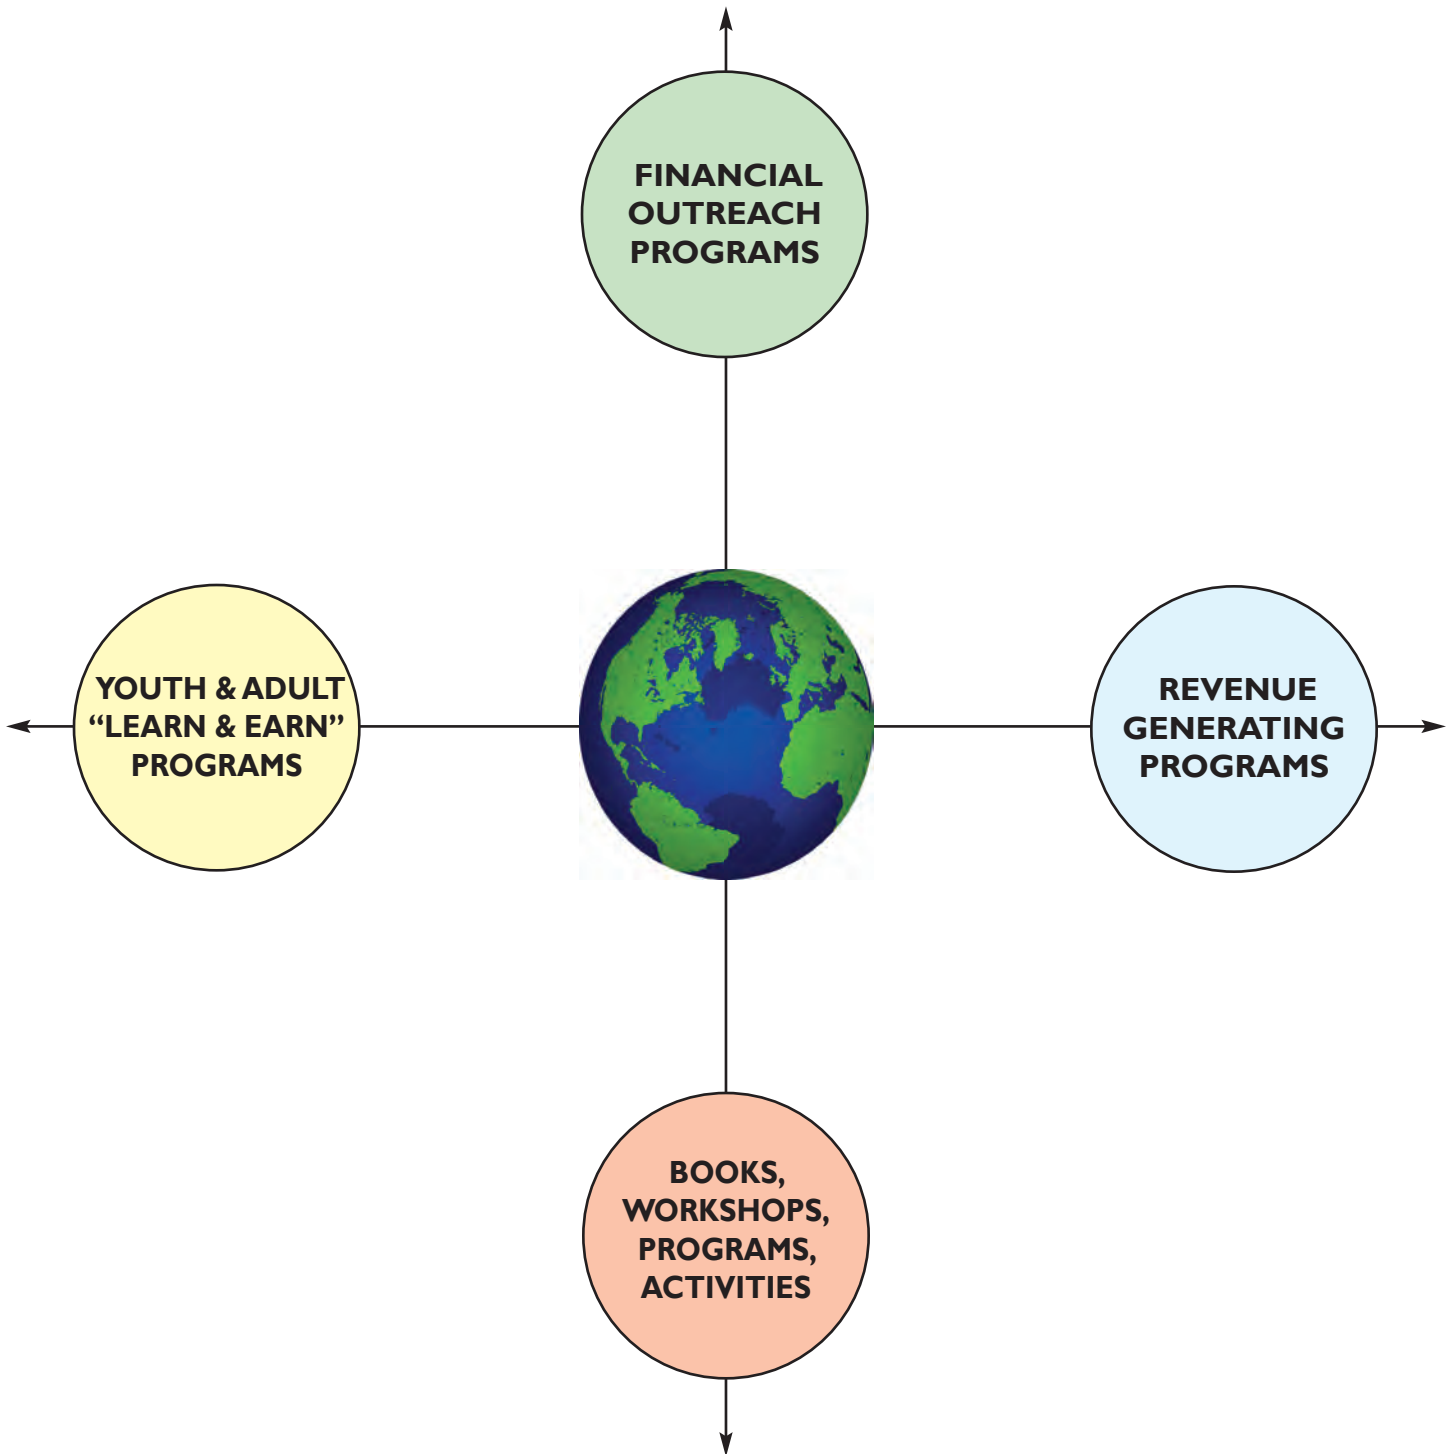 FINANCIAL
OUTREACH
PROGRAMS
YOUTH & ADULT
“LEARN & EARN”
PROGRAMS
REVENUE
GENERATING
PROGRAMS
BOOKS,
WORKSHOPS,
PROGRAMS,
ACTIVITIES